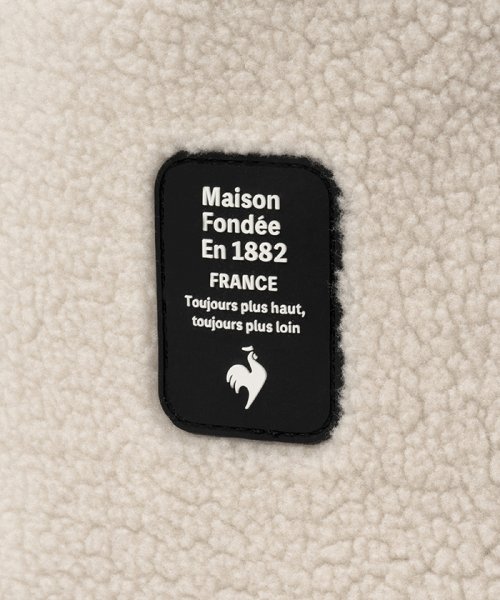 Maison
Fondée
En 1882
FRANCE
Toujours plus haut,
toujours plus loin